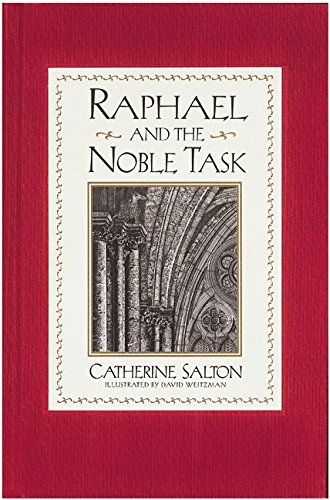 RAPHAEL
AND THE
NOBLE TASK
CATHERINE SALTON
ILLUSTRATED BY DAVID WEITZMAN